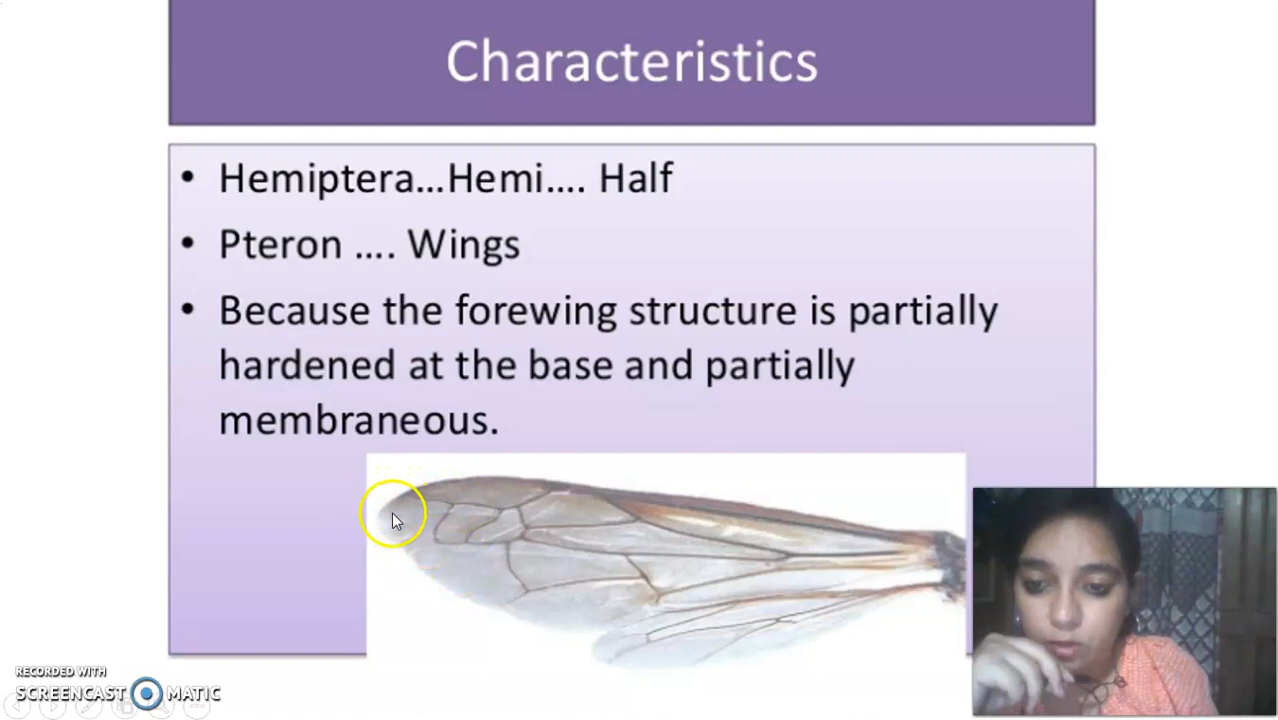 Characteristics
• Hemiptera...Hemi.... Half
• Pteron .... Wings
• Because the forewing structure is partially
hardened at the base and partially
membraneous.
RECORDED WITH
SCREENCAST MATIC